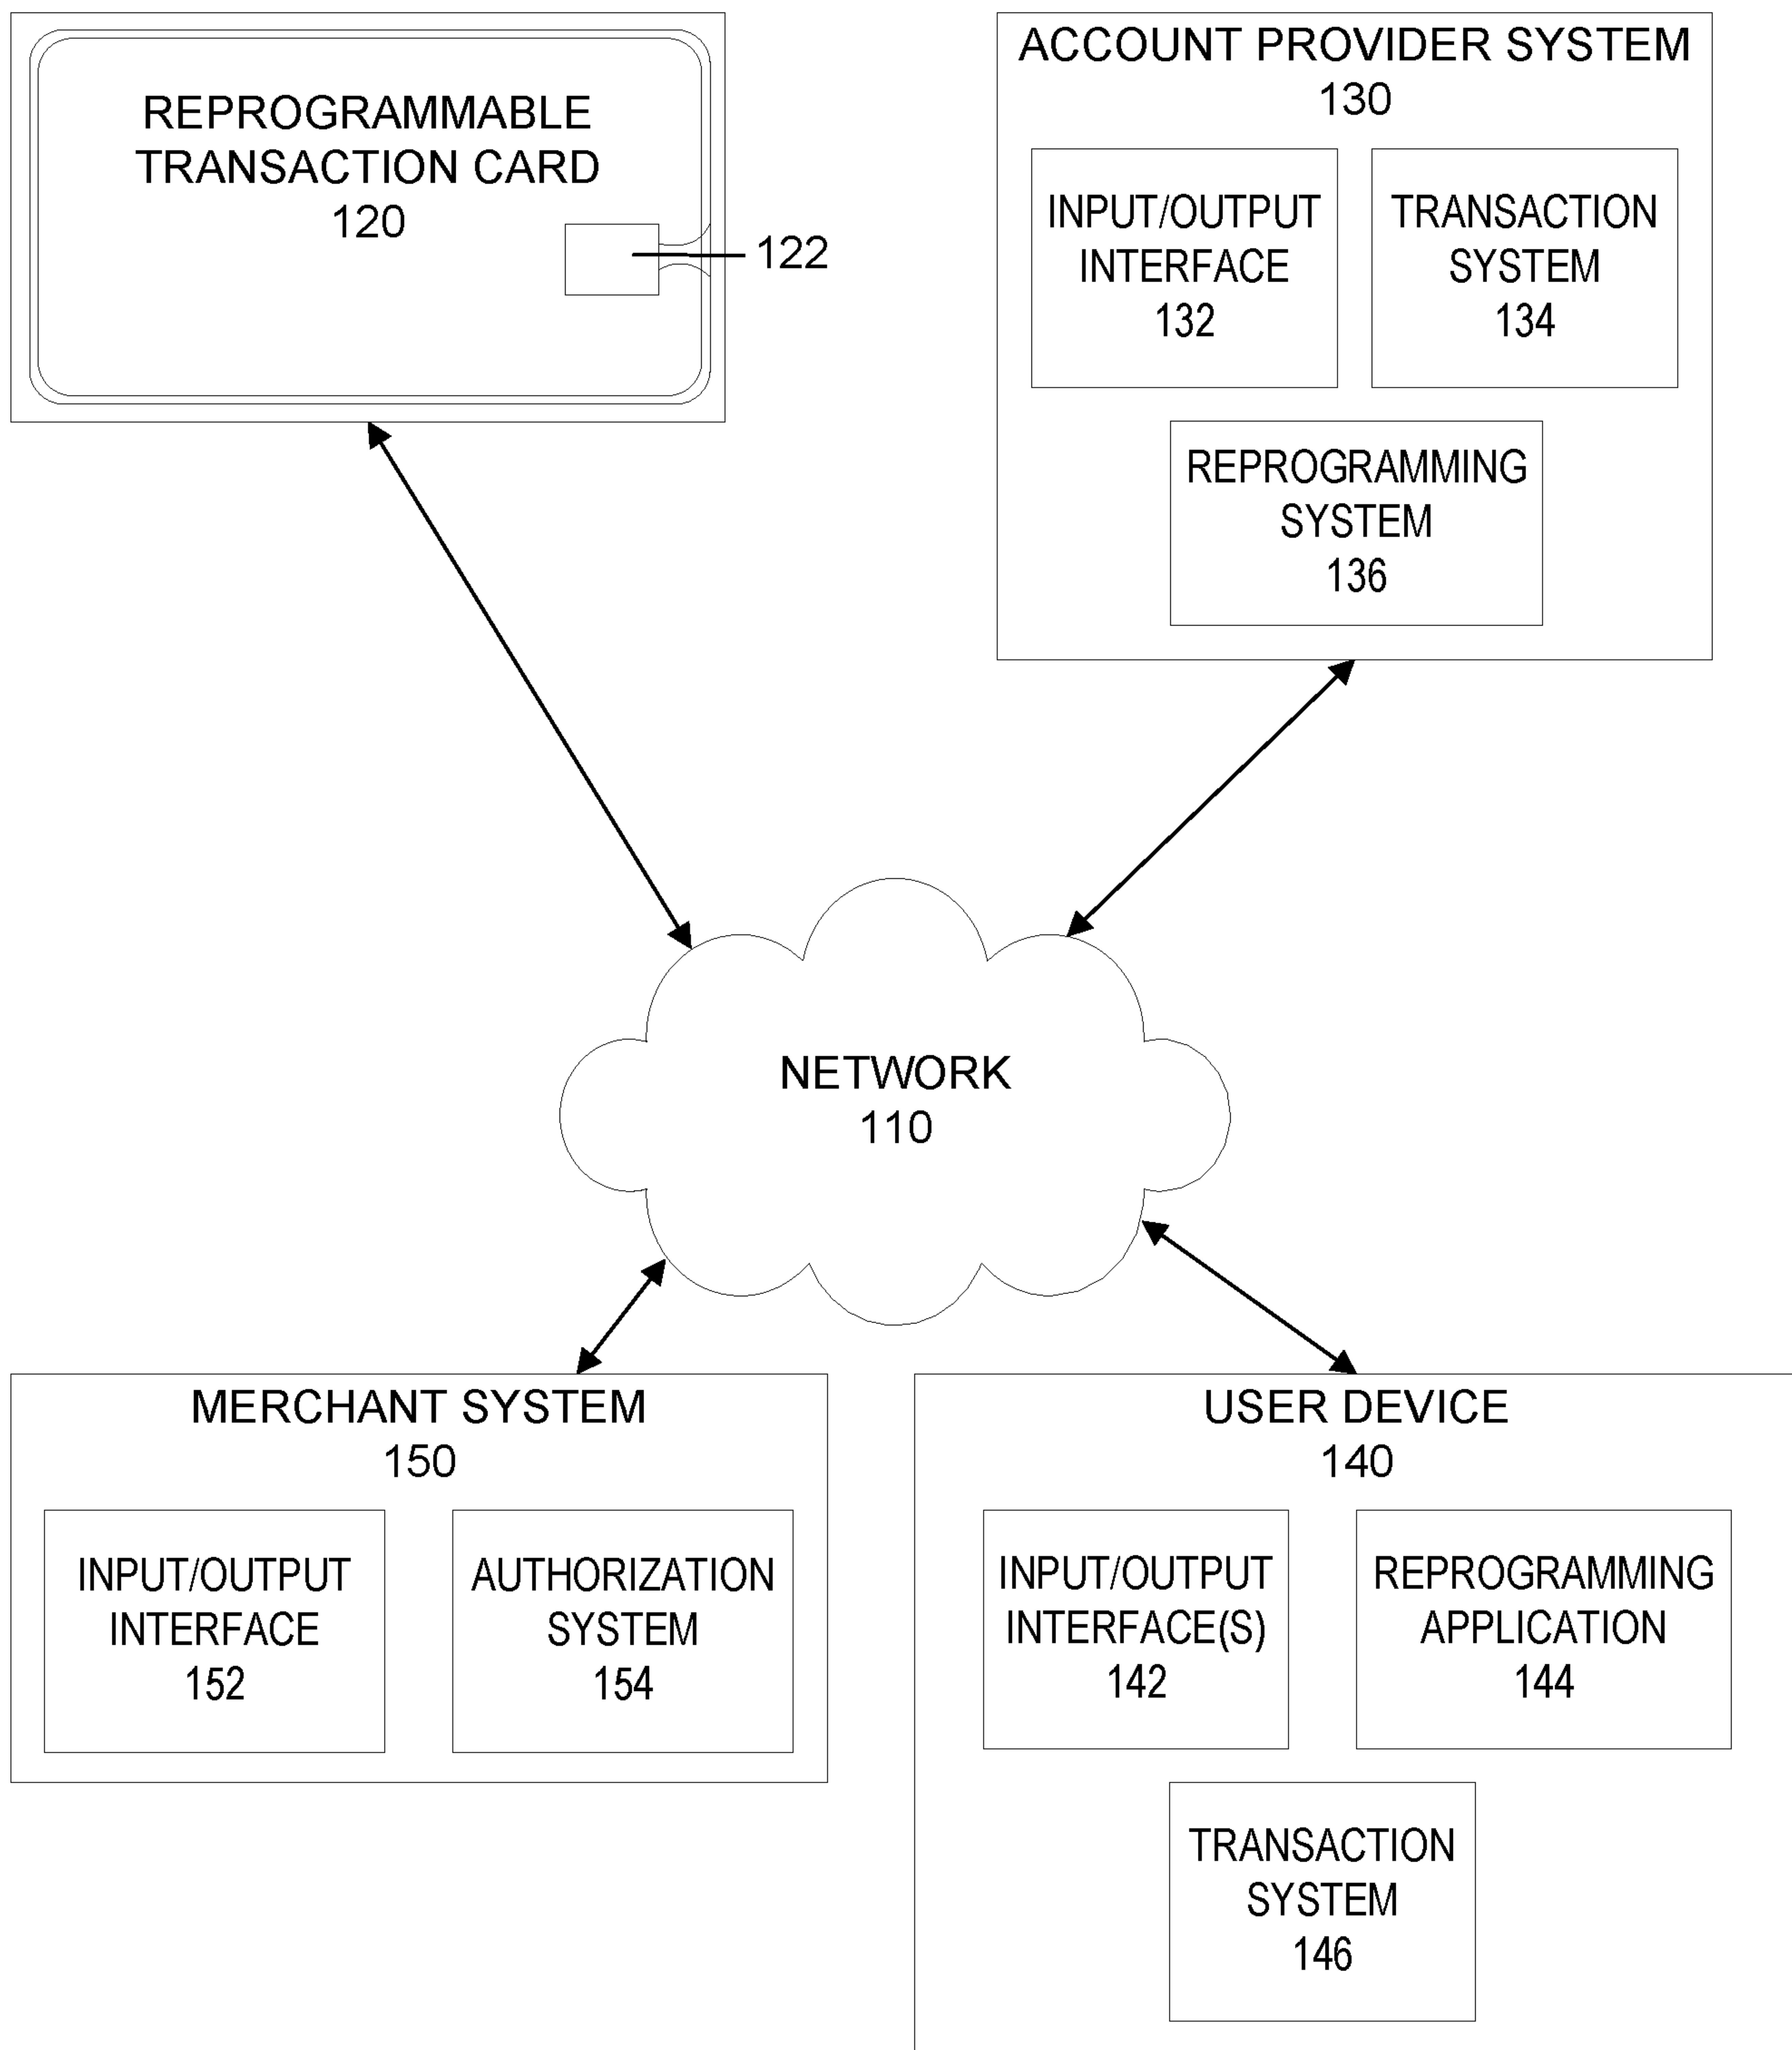 REPROGRAMMABLE
TRANSACTION CARD
120
122
ACCOUNT PROVIDER SYSTEM
130
INPUT/OUTPUT
INTERFACE
132
TRANSACTION
SYSTEM
134
REPROGRAMMING
SYSTEM
136
NETWORK
110
MERCHANT SYSTEM
150
INPUT/OUTPUT
INTERFACE
152
AUTHORIZATION
SYSTEM
154
USER DEVICE
140
INPUT/OUTPUT
INTERFACE(S)
142
REPROGRAMMING
APPLICATION
144
TRANSACTION
SYSTEM
146